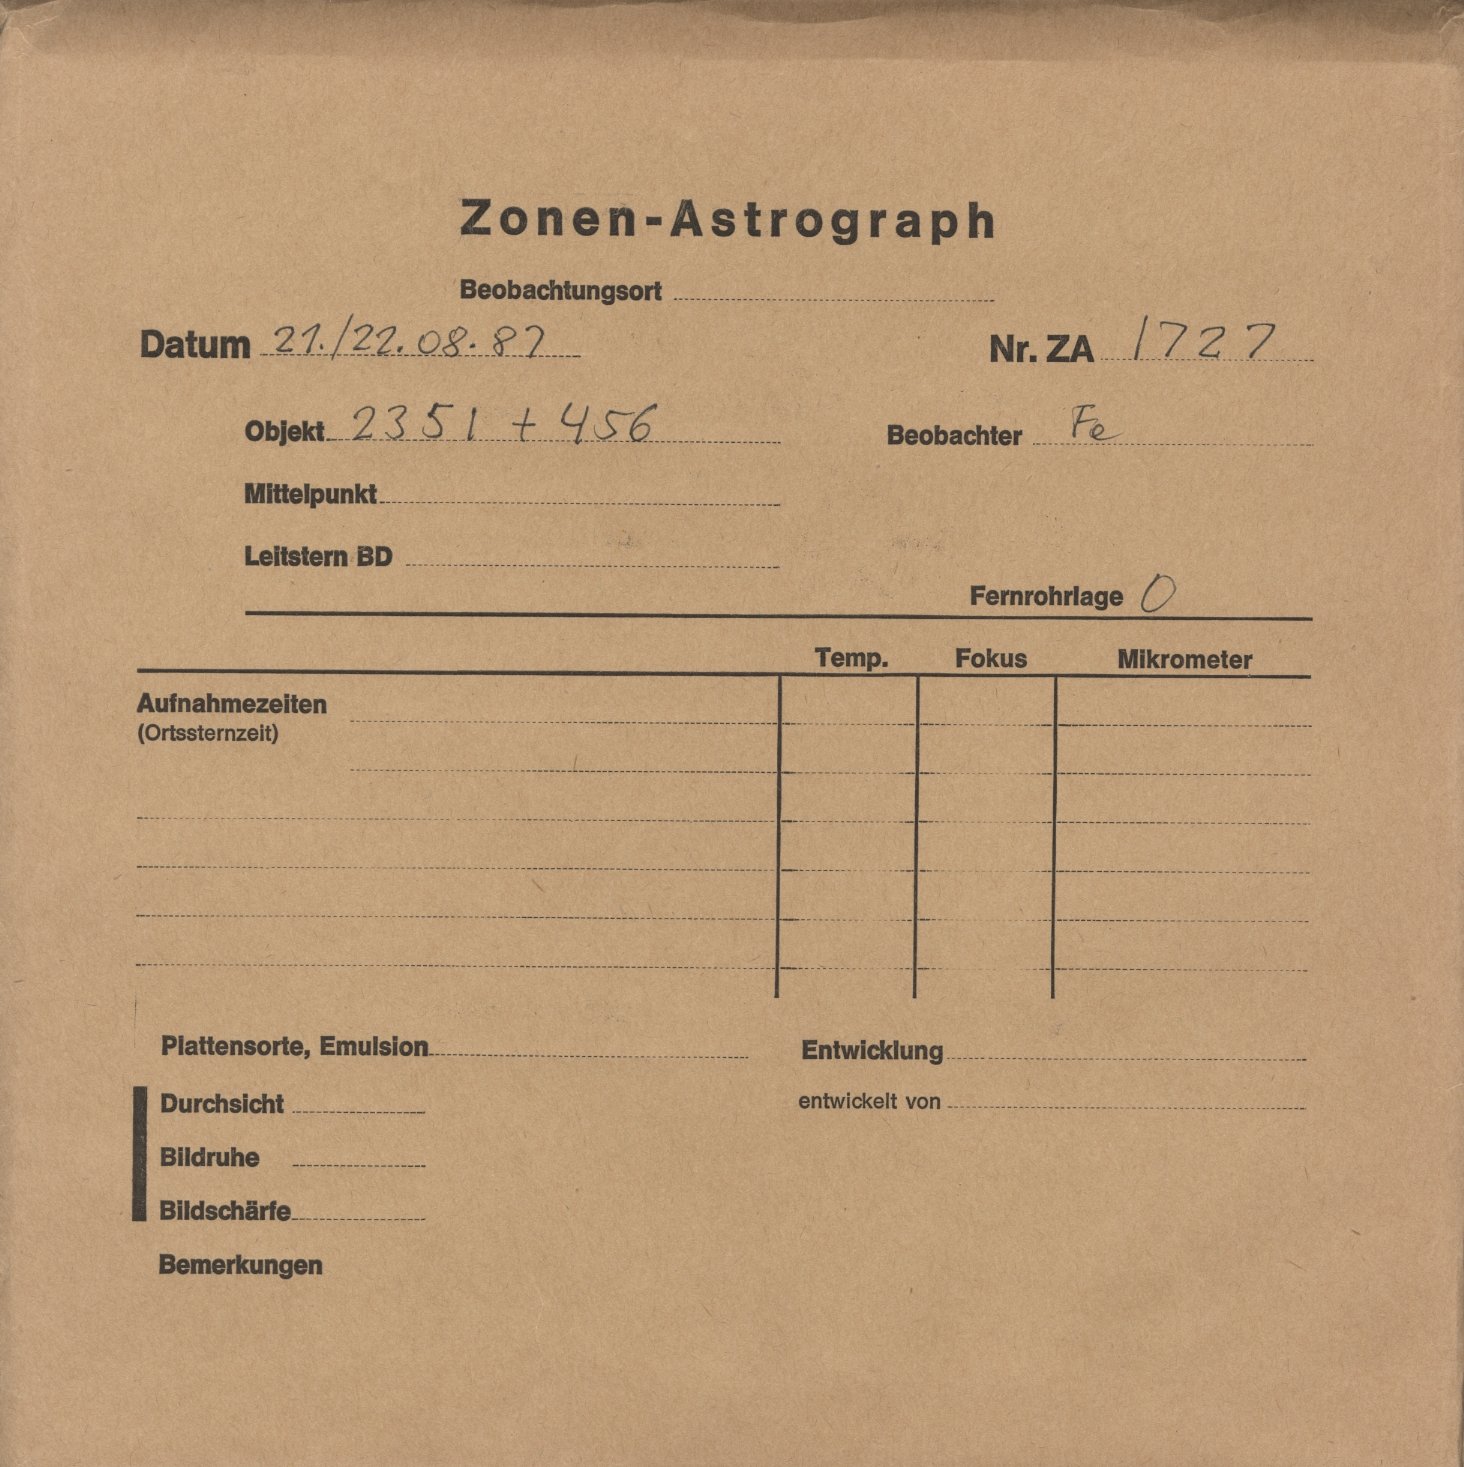 Zonen-Astrograph
Beobachtungsort
Datum 21./22.08.87 Nr. ZA 1727
Objekt 2351 + 456 Beobachter Fe
Mittelpunkt
Leitstern BD
Fernrohrlage O
Temp. Fokus Mikrometer
Aufnahmezeiten
(Ortssternzeit)
Plattensorte, Emulsion Entwicklung
Durchsicht entwickelt von
Bildruhe
Bildschärfe
Bemerkungen